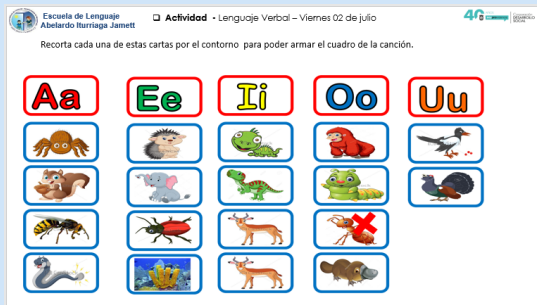 Escuela de Lenguaje
Abelardo Iturriaga Jamett
Actividad - Lenguaje Verbal – Viernes 02 de julio
Recorta cada una de estas cartas por el contorno para poder armar el cuadro de la canción.
Aa Ee Ii Oo Uu